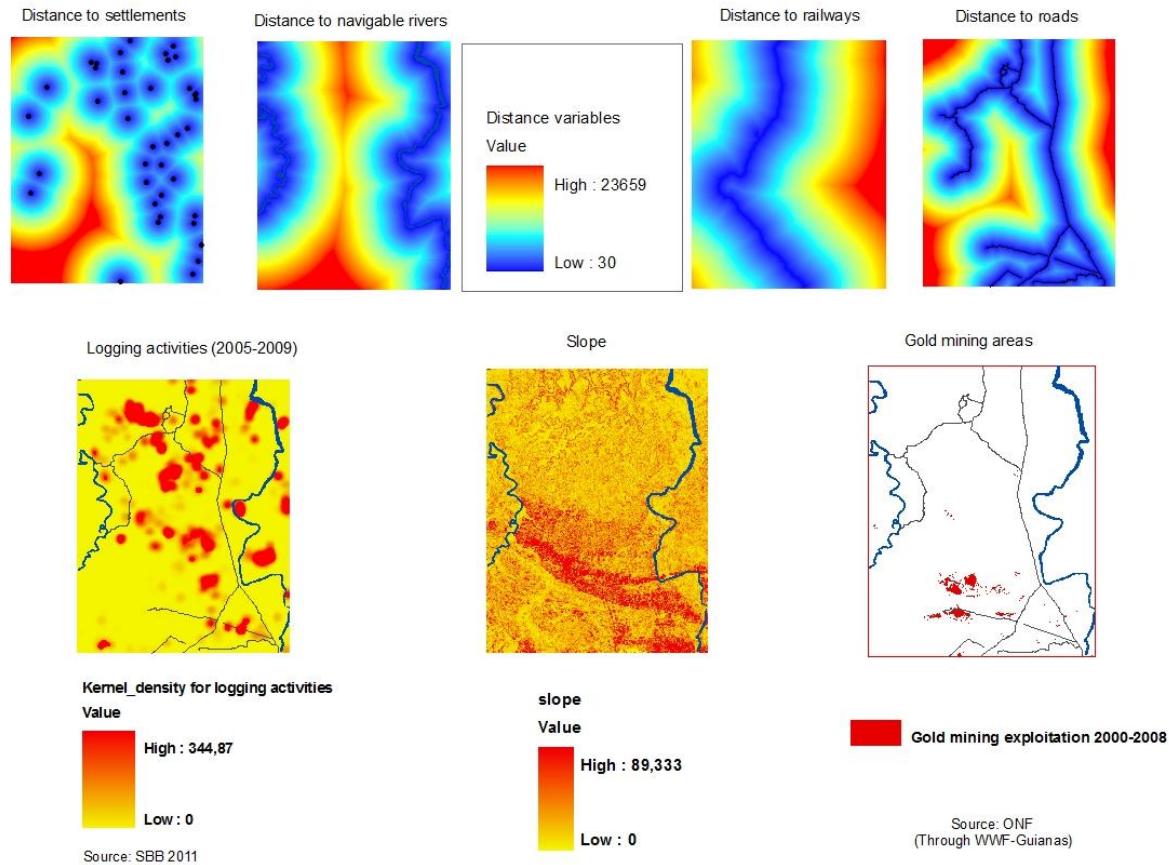 Distance to settlements
Distance to navigable rivers
Distance to railways
Distance to roads
Distance variables
Value
High : 23659
Low : 30
Logging activities (2005-2009)
Slope
Gold mining areas
Kernel_density for logging activities
Value
High : 344,87
Low : 0
Source: SBB 2011
slope
Value
High : 89,333
Low : 0
Gold mining exploitation 2000-2008
Source: ONF
(Through WWF-Guianas)